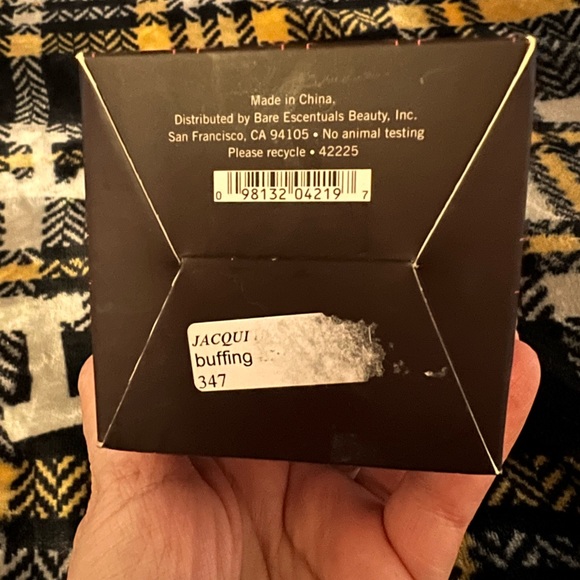 Made in China,
Distributed by Bare Escentuals Beauty, Inc.
San Francisco, CA 94105 • No animal testing
Please recycle • 42225
0 98132 04219 7
JACQUI
buffing
347